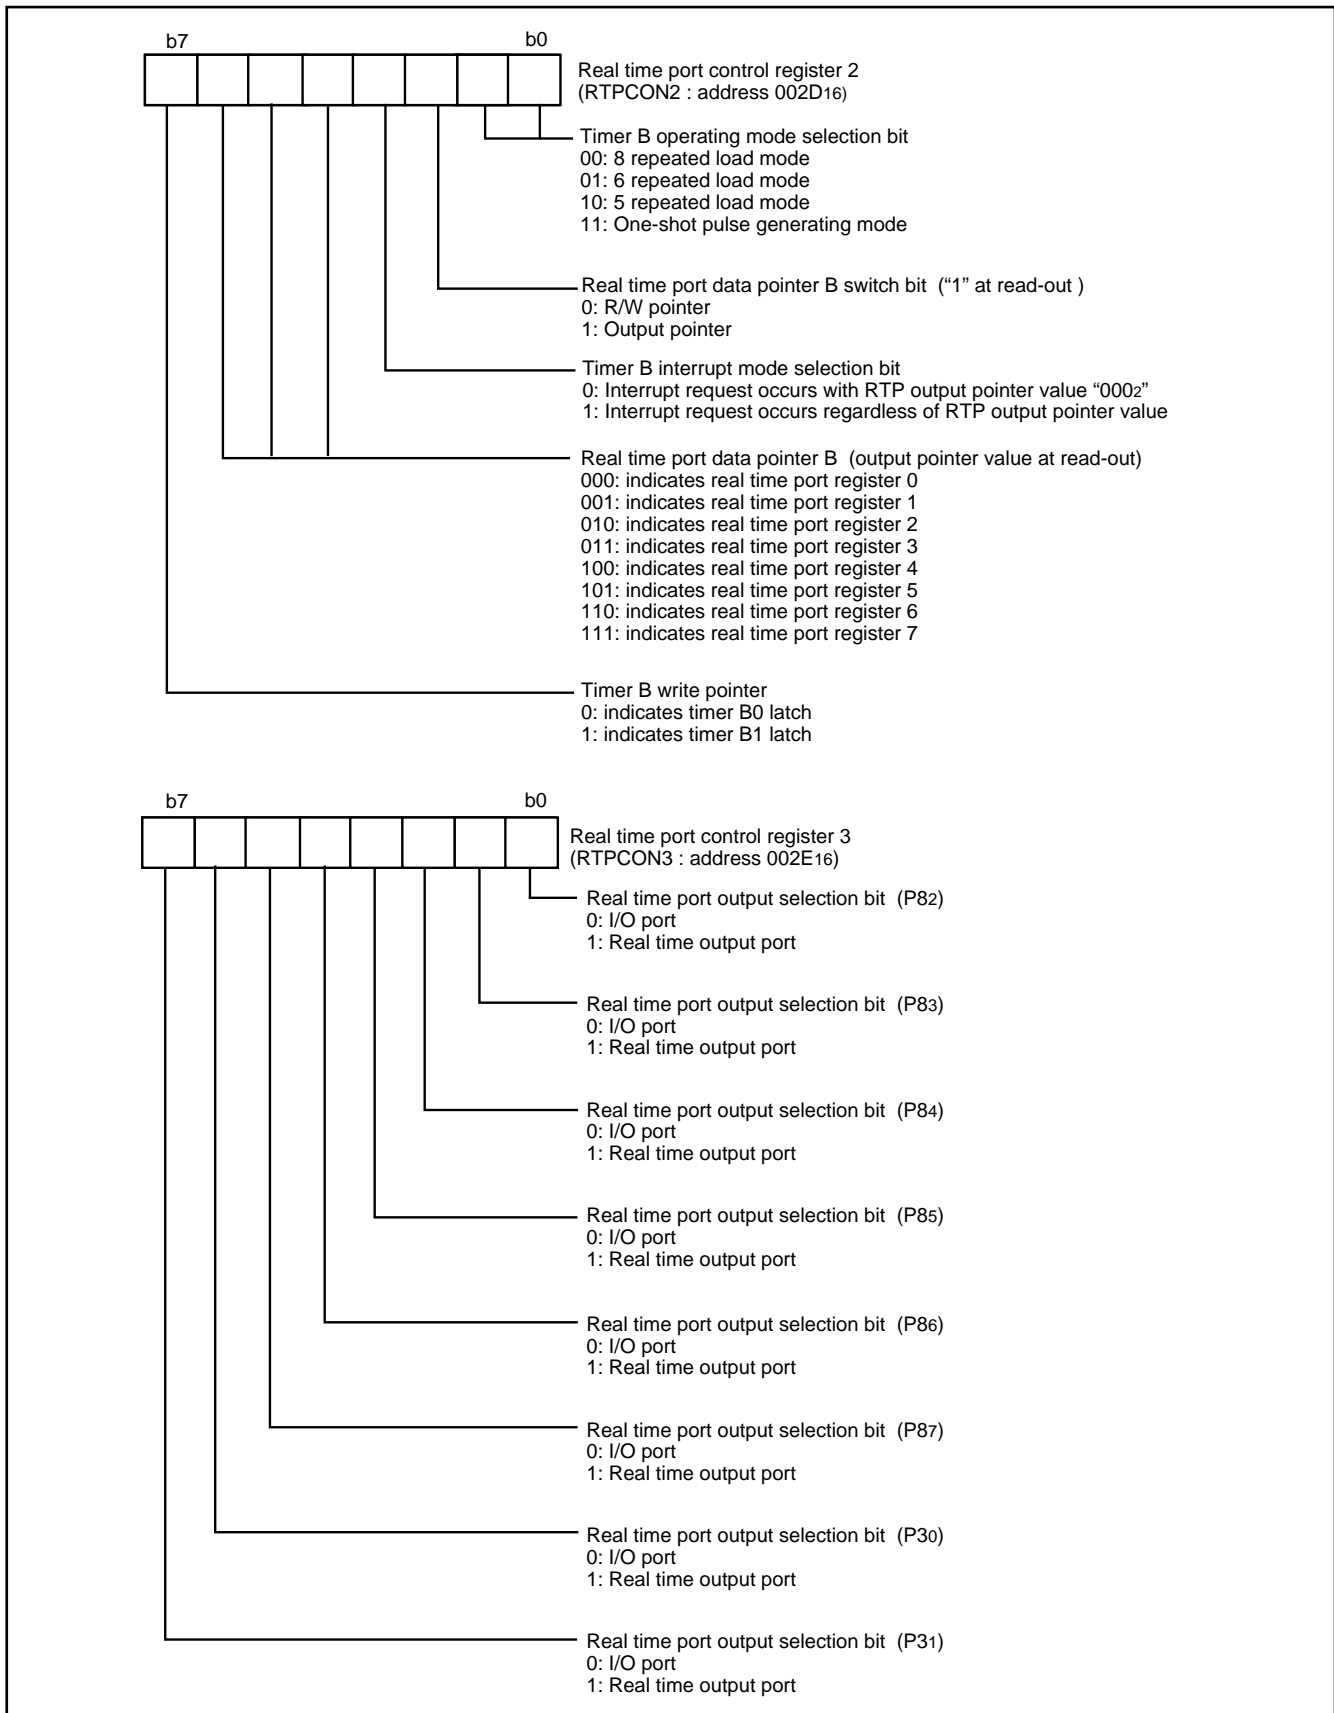 b7 b0
Real time port control register 2
(RTPCON2 : address 002D16)
Timer B operating mode selection bit
00: 8 repeated load mode
01: 6 repeated load mode
10: 5 repeated load mode
11: One-shot pulse generating mode
Real time port data pointer B switch bit (“1” at read-out )
0: R/W pointer
1: Output pointer
Timer B interrupt mode selection bit
0: Interrupt request occurs with RTP output pointer value “0002”
1: Interrupt request occurs regardless of RTP output pointer value
Real time port data pointer B (output pointer value at read-out)
000: indicates real time port register 0
001: indicates real time port register 1
010: indicates real time port register 2
011: indicates real time port register 3
100: indicates real time port register 4
101: indicates real time port register 5
110: indicates real time port register 6
111: indicates real time port register 7
Timer B write pointer
0: indicates timer B0 latch
1: indicates timer B1 latch
b7 b0
Real time port control register 3
(RTPCON3 : address 002E16)
Real time port output selection bit (P82)
0: I/O port
1: Real time output port
Real time port output selection bit (P83)
0: I/O port
1: Real time output port
Real time port output selection bit (P84)
0: I/O port
1: Real time output port
Real time port output selection bit (P85)
0: I/O port
1: Real time output port
Real time port output selection bit (P86)
0: I/O port
1: Real time output port
Real time port output selection bit (P87)
0: I/O port
1: Real time output port
Real time port output selection bit (P30)
0: I/O port
1: Real time output port
Real time port output selection bit (P31)
0: I/O port
1: Real time output port